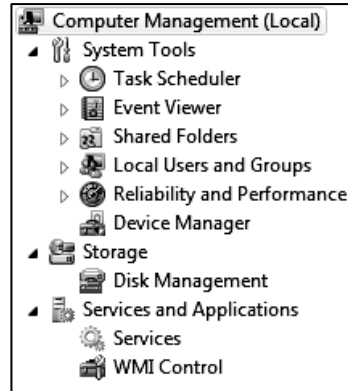 Computer Management (Local)
System Tools
Task Scheduler
Event Viewer
Shared Folders
Local Users and Groups
Reliability and Performance
Device Manager
Storage
Disk Management
Services and Applications
Services
WMI Control